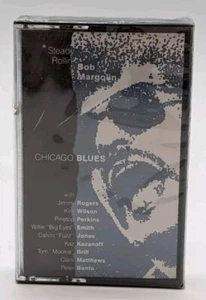 "Steady
Rollin'"
Bob
Margolin
CHICAGO BLUES
with
Jimmy Rogers
Kim Wilson
Pinetop Perkins
Willie "Big Eyes" Smith
Calvin "Fuzz" Jones
Kaz Kazanoff
Tom "Mookie" Brill
Clark Matthews
Peter Bonta